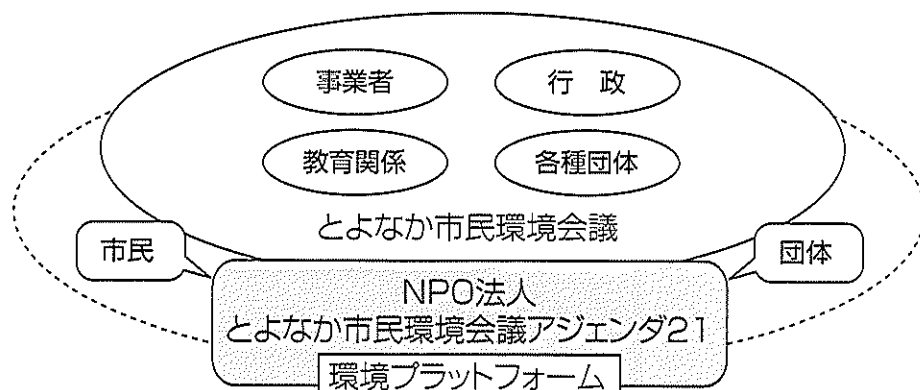 事業者
行　政
教育関係
各種団体
とよなか市民環境会議
市民
団体
NPO法人
とよなか市民環境会議アジェンダ21
環境プラットフォーム